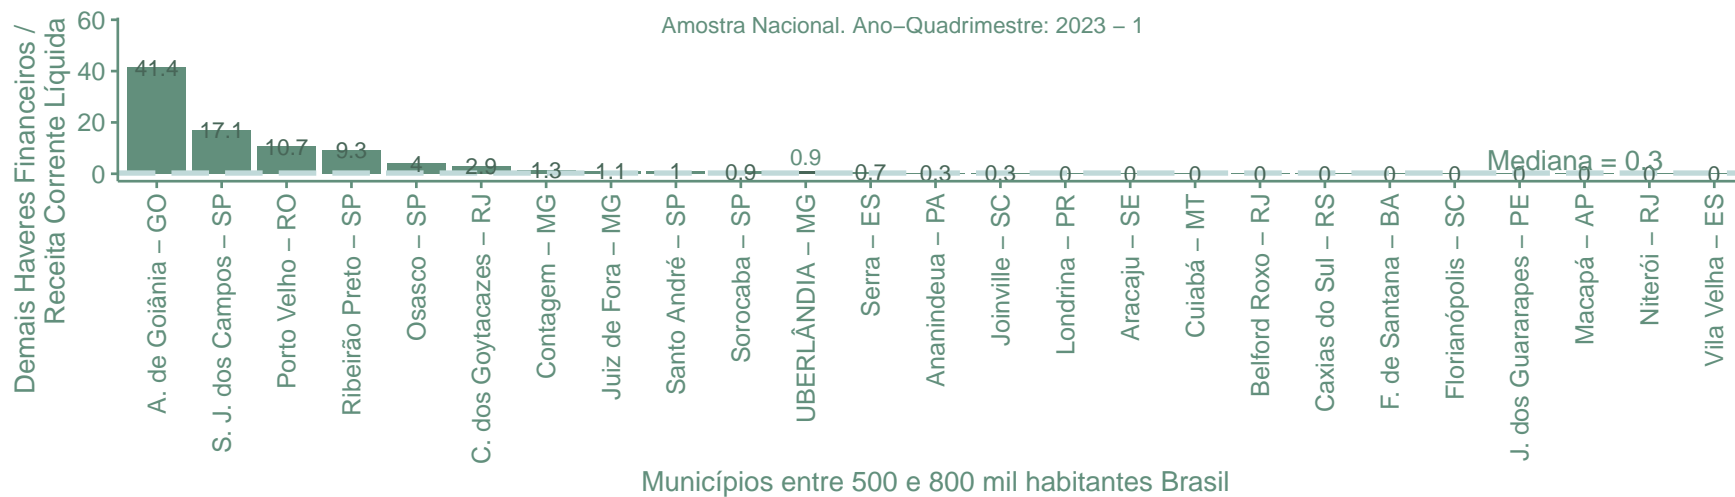 Amostra Nacional. Ano–Quadrimestre: 2023 – 1
Demais Haveres Financeiros /
Receita Corrente Líquida
60
40
20
0
41.4
17.1
10.7
9.3
4
2.9
1.3
1.1
1
0.9
0.9
0.7
0.3
0.3
0
0
0
0
0
0
0
0
0
0
0
Mediana = 0.3
A. de Goiânia – GO
S. J. dos Campos – SP
Porto Velho – RO
Ribeirão Preto – SP
Osasco – SP
C. dos Goytacazes – RJ
Contagem – MG
Juiz de Fora – MG
Santo André – SP
Sorocaba – SP
UBERLÂNDIA – MG
Serra – ES
Ananindeua – PA
Joinville – SC
Londrina – PR
Aracaju – SE
Cuiabá – MT
Belford Roxo – RJ
Caxias do Sul – RS
F. de Santana – BA
Florianópolis – SC
J. dos Guararapes – PE
Macapá – AP
Niterói – RJ
Vila Velha – ES
Municípios entre 500 e 800 mil habitantes Brasil